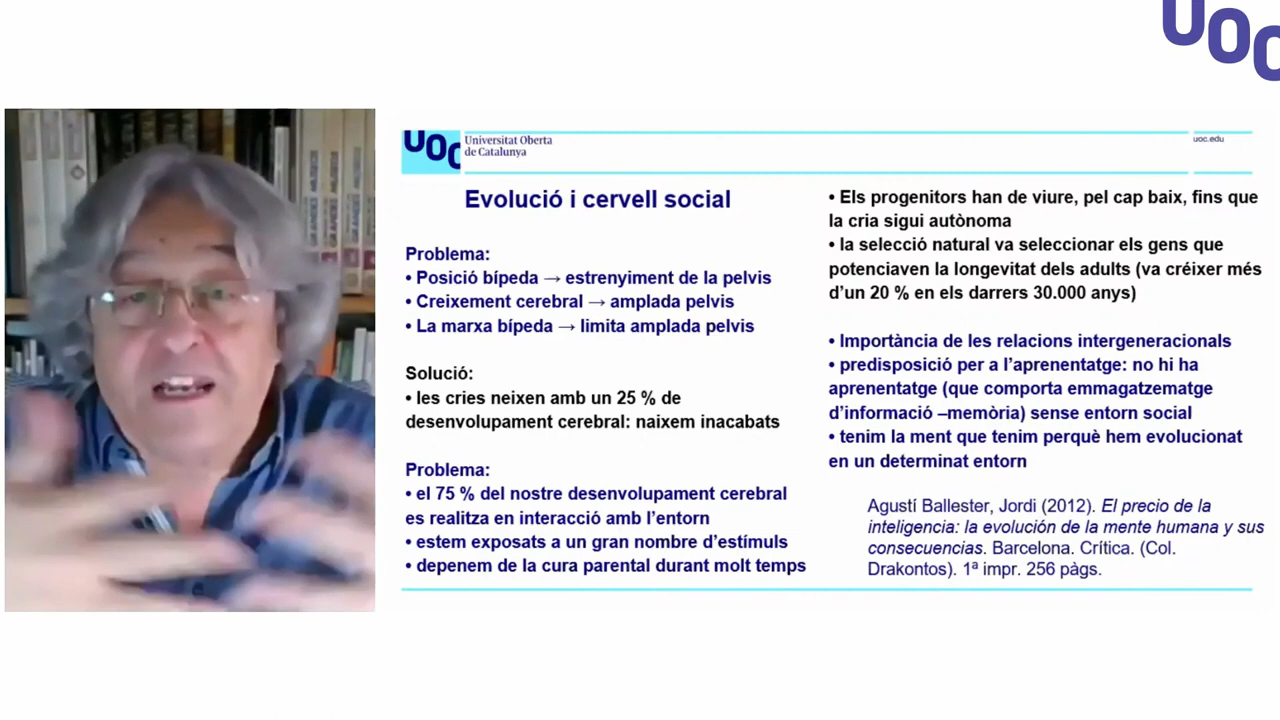 UOC
UOC
Universitat Oberta
de Catalunya
uoc.edu
Evolució i cervell social
Problema:
• Posició bípeda → estrenyiment de la pelvis
• Creixement cerebral → amplada pelvis
• La marxa bípeda → limita amplada pelvis
Solució:
• les cries neixen amb un 25 % de
desenvolupament cerebral: naixem inacabats
Problema:
• el 75 % del nostre desenvolupament cerebral
es realitza en interacció amb l’entorn
• estem exposats a un gran nombre d’estímuls
• depenem de la cura parental durant molt temps
• Els progenitors han de viure, pel cap baix, fins que
la cria sigui autònoma
• la selecció natural va seleccionar els gens que
potenciaven la longevitat dels adults (va créixer més
d’un 20 % en els darrers 30.000 anys)
• Importància de les relacions intergeneracionals
• predisposició per a l’aprenentatge: no hi ha
aprenentatge (que comporta emmagatzematge
d’informació –memòria) sense entorn social
• tenim la ment que tenim perquè hem evolucionat
en un determinat entorn
Agustí Ballester, Jordi (2012). El precio de la
inteligencia: la evolución de la mente humana y sus
consecuencias. Barcelona. Crítica. (Col.
Drakontos). 1ª impr. 256 pàgs.